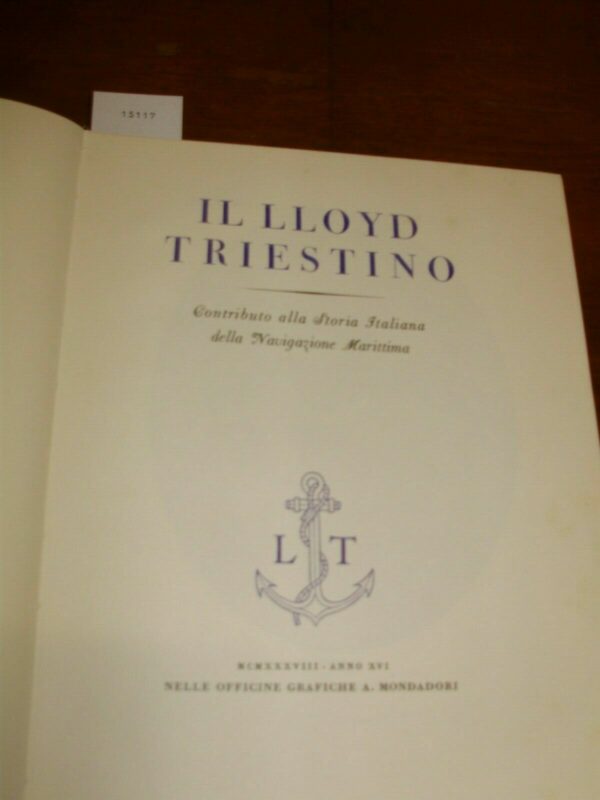 15117
IL LLOYD
TRIESTINO
Contributo alla Storia Italiana
della Navigazione Marittima
L T
MCMXXXVIII - ANNO XVI
NELLE OFFICINE GRAFICHE A. MONDADORI